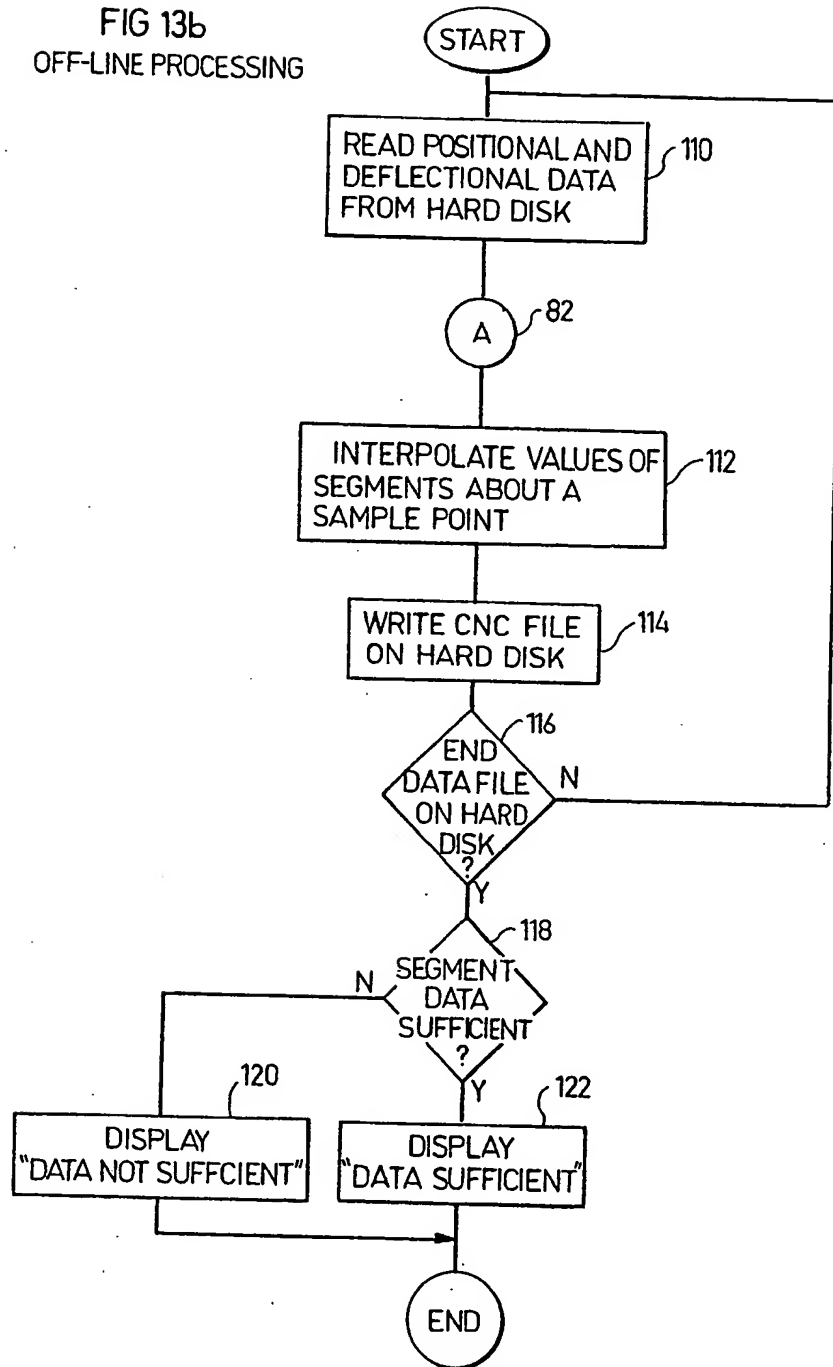 FIG 13b
OFF-LINE PROCESSING
START
READ POSITIONAL AND
DEFLECTIONAL DATA
FROM HARD DISK
110
A
82
INTERPOLATE VALUES OF
SEGMENTS ABOUT A
SAMPLE POINT
112
WRITE CNC FILE
ON HARD DISK
114
116
END
DATA FILE
ON HARD
DISK
?
N
Y
118
SEGMENT
DATA
SUFFICIENT
?
N
Y
120
DISPLAY
"DATA NOT SUFFCIENT"
122
DISPLAY
"DATA SUFFICIENT"
END